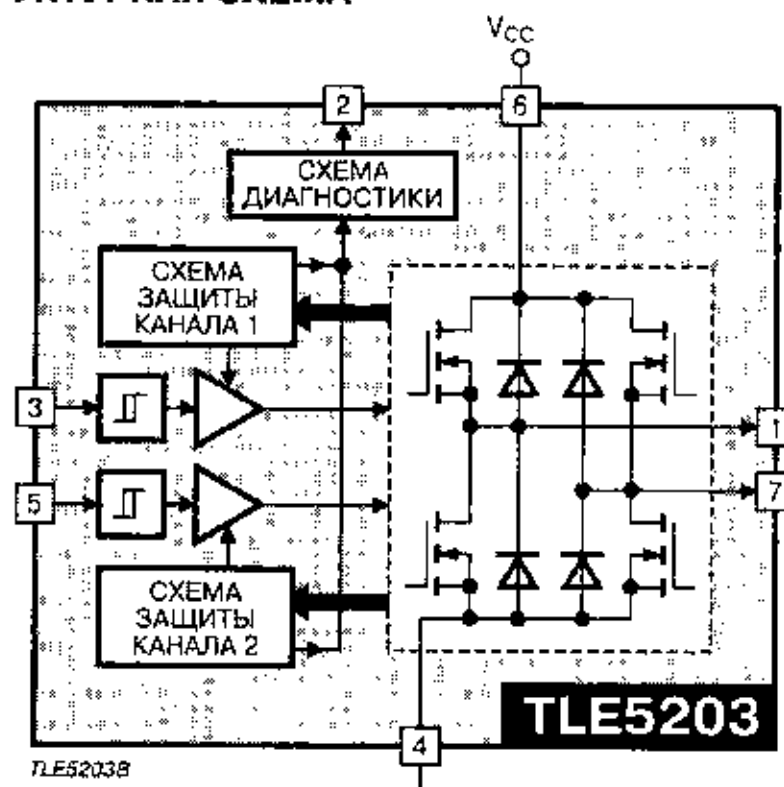 VCC
2
6
СХЕМА
ДИАГНОСТИКИ
СХЕМА
ЗАЩИТЫ
КАНАЛА 1
3
1
5
7
СХЕМА
ЗАЩИТЫ
КАНАЛА 2
TLE5203
4
TLE5203B